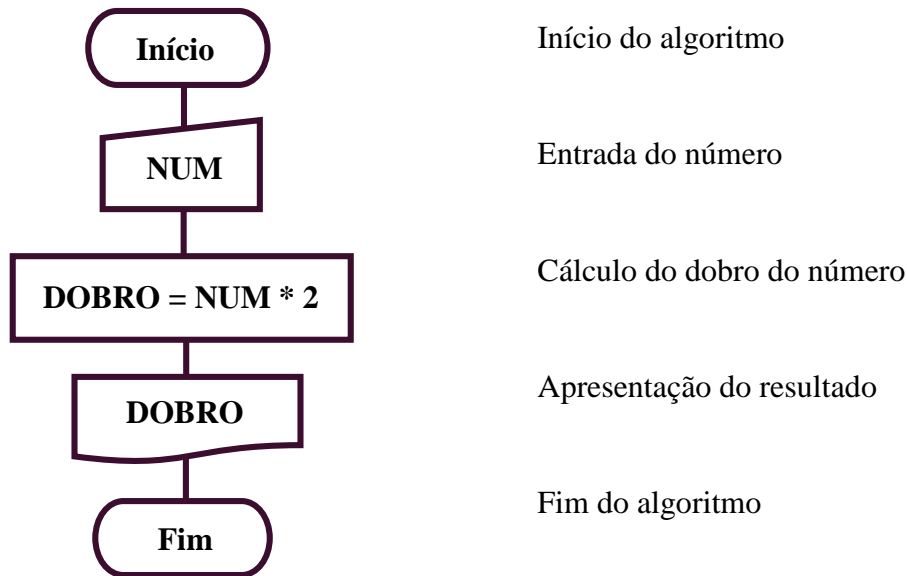 Início
Início do algoritmo
NUM
Entrada do número
DOBRO = NUM * 2
Cálculo do dobro do número
DOBRO
Apresentação do resultado
Fim
Fim do algoritmo